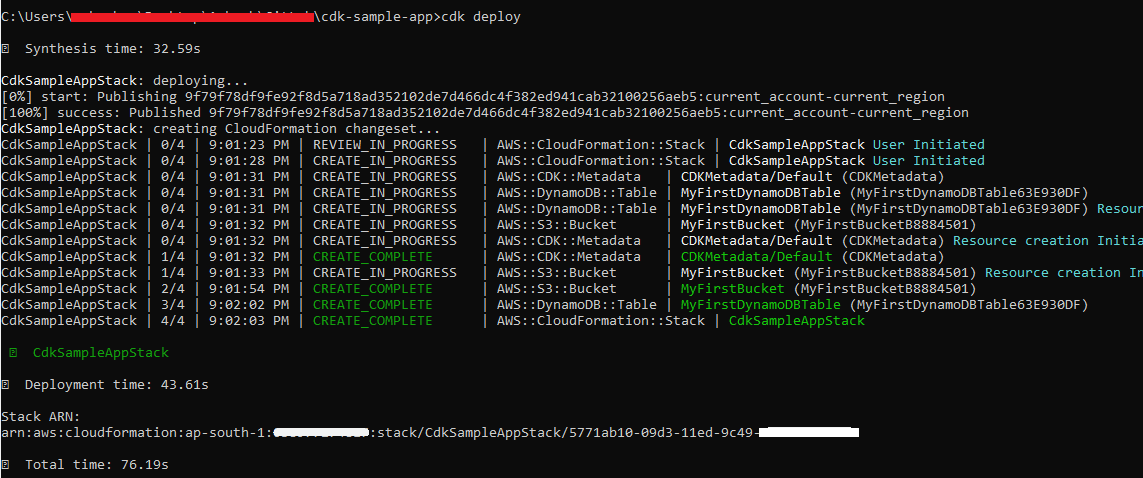 C:\Users\ \cdk-sample-app>cdk deploy
Synthesis time: 32.59s
CdkSampleAppStack: deploying...
[0%] start: Publishing 9f79f78df9fe92f8d5a718ad352102de7d466dc4f382ed941cab32100256aeb5:current_account-current_region
[100%] success: Published 9f79f78df9fe92f8d5a718ad352102de7d466dc4f382ed941cab32100256aeb5:current_account-current_region
CdkSampleAppStack: creating CloudFormation changeset...
CdkSampleAppStack | 0/4 | 9:01:23 PM | REVIEW_IN_PROGRESS | AWS::CloudFormation::Stack | CdkSampleAppStack User Initiated
CdkSampleAppStack | 0/4 | 9:01:28 PM | CREATE_IN_PROGRESS | AWS::CloudFormation::Stack | CdkSampleAppStack User Initiated
CdkSampleAppStack | 0/4 | 9:01:31 PM | CREATE_IN_PROGRESS | AWS::CDK::Metadata | CDKMetadata/Default (CDKMetadata)
CdkSampleAppStack | 0/4 | 9:01:31 PM | CREATE_IN_PROGRESS | AWS::DynamoDB::Table | MyFirstDynamoDBTable (MyFirstDynamoDBTable63E930DF)
CdkSampleAppStack | 0/4 | 9:01:31 PM | CREATE_IN_PROGRESS | AWS::DynamoDB::Table | MyFirstDynamoDBTable (MyFirstDynamoDBTable63E930DF) Resou
CdkSampleAppStack | 0/4 | 9:01:32 PM | CREATE_IN_PROGRESS | AWS::S3::Bucket | MyFirstBucket (MyFirstBucketB8884501)
CdkSampleAppStack | 0/4 | 9:01:32 PM | CREATE_IN_PROGRESS | AWS::CDK::Metadata | CDKMetadata/Default (CDKMetadata) Resource creation Initia
CdkSampleAppStack | 1/4 | 9:01:32 PM | CREATE_COMPLETE | AWS::CDK::Metadata | CDKMetadata/Default (CDKMetadata)
CdkSampleAppStack | 1/4 | 9:01:33 PM | CREATE_IN_PROGRESS | AWS::S3::Bucket | MyFirstBucket (MyFirstBucketB8884501) Resource creation In
CdkSampleAppStack | 2/4 | 9:01:54 PM | CREATE_COMPLETE | AWS::S3::Bucket | MyFirstBucket (MyFirstBucketB8884501)
CdkSampleAppStack | 3/4 | 9:02:02 PM | CREATE_COMPLETE | AWS::DynamoDB::Table | MyFirstDynamoDBTable (MyFirstDynamoDBTable63E930DF)
CdkSampleAppStack | 4/4 | 9:02:03 PM | CREATE_COMPLETE | AWS::CloudFormation::Stack | CdkSampleAppStack
CdkSampleAppStack
Deployment time: 43.61s
Stack ARN:
arn:aws:cloudformation:ap-south-1: :stack/CdkSampleAppStack/5771ab10-09d3-11ed-9c49-
Total time: 76.19s